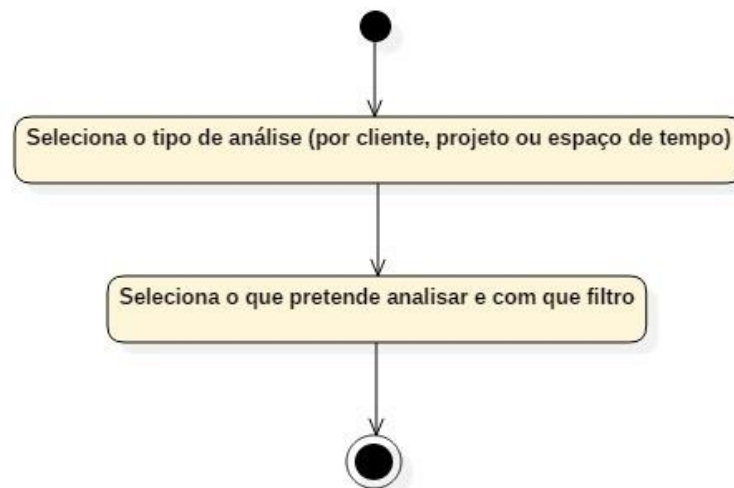 Seleciona o tipo de análise (por cliente, projeto ou espaço de tempo)
Seleciona o que pretende analisar e com que filtro